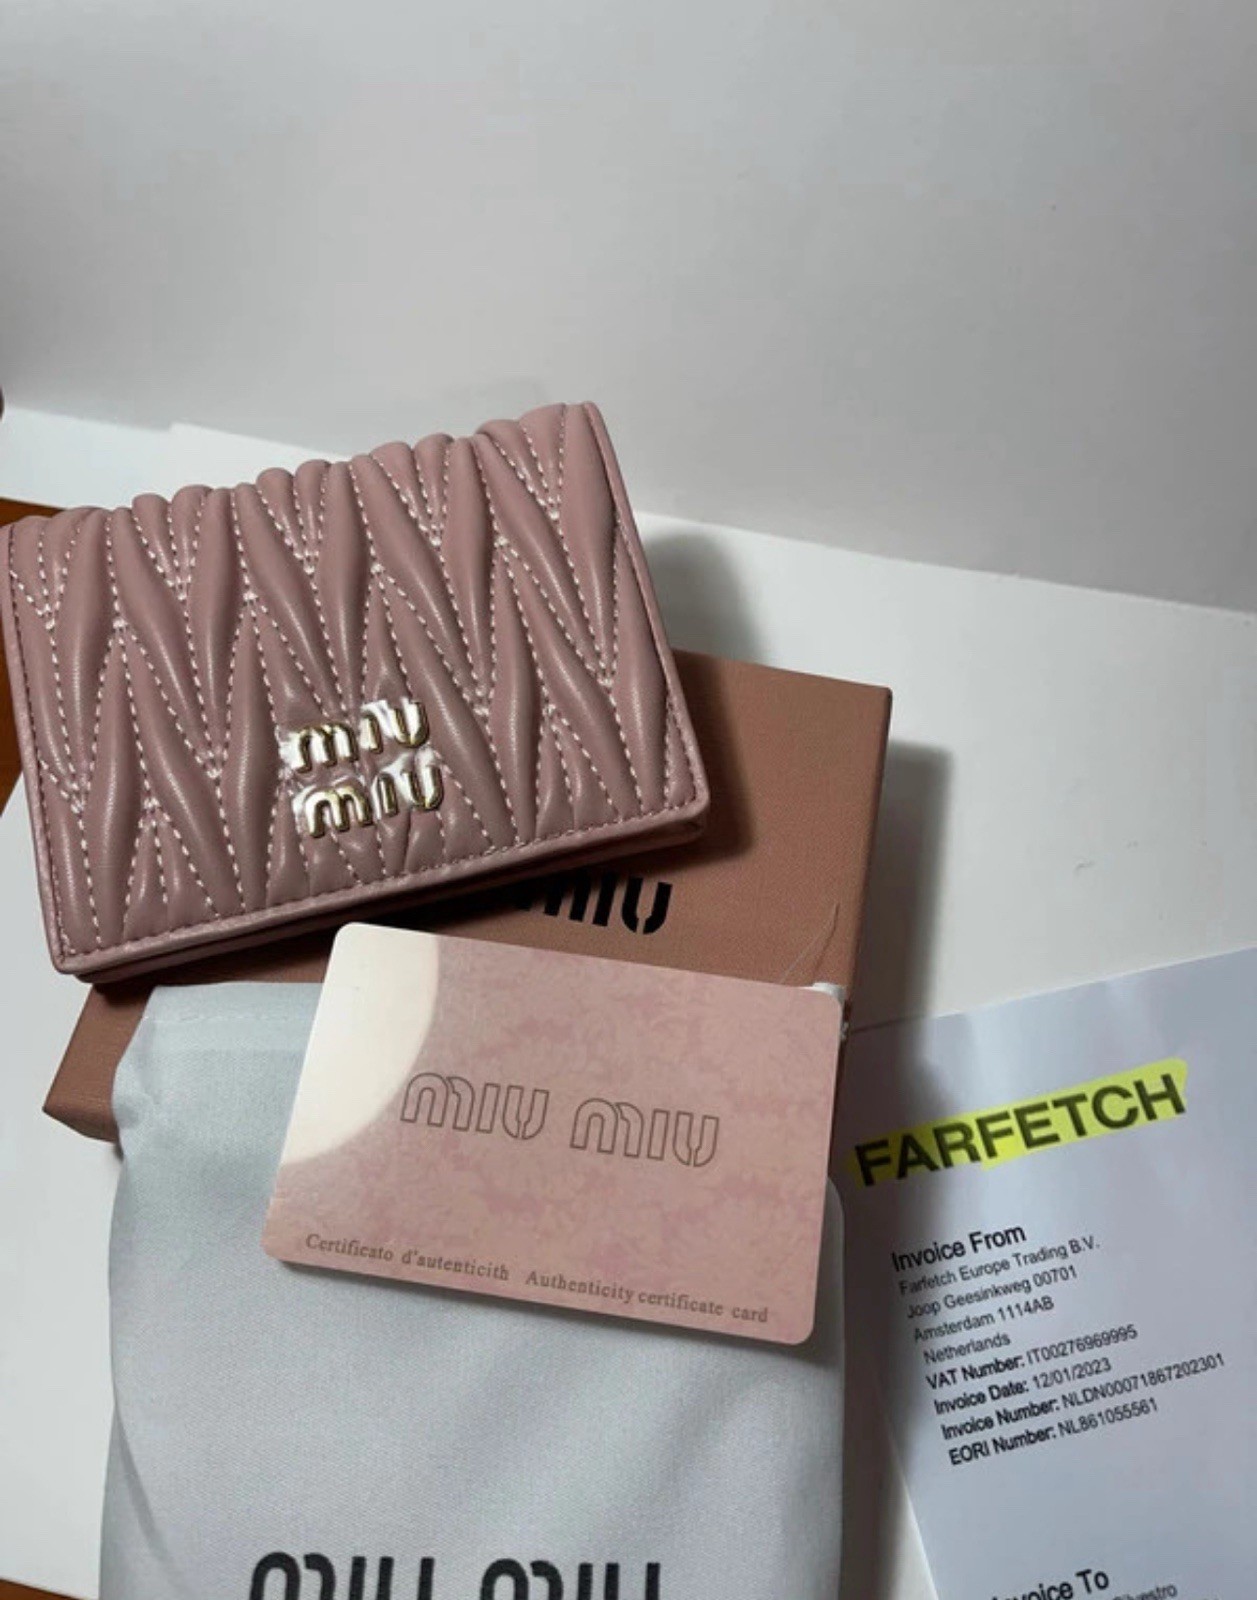 miu
miu
miu
miu miu
Certificato d'autenticith Authenticity certificate card
FARFETCH
Invoice From
Farfetch Europe Trading B.V.
Joop Geesinkweg 00701
Amsterdam 1114AB
Netherlands
VAT Number: IT00276969995
Invoice Date: 12/01/2023
Invoice Number: NLDN00071867202301
EORI Number: NL861055561
Invoice To
miu miu